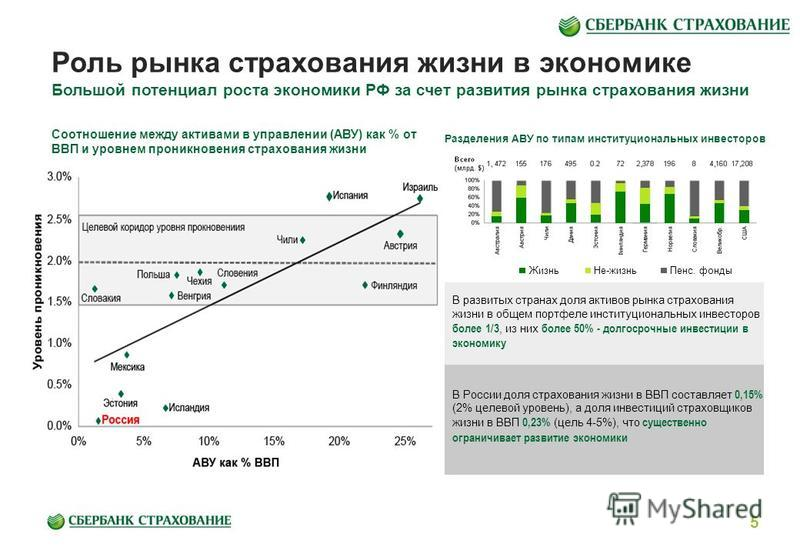 СБЕРБАНК СТРАХОВАНИЕ
Роль рынка страхования жизни в экономике
Большой потенциал роста экономики РФ за счет развития рынка страхования жизни
Соотношение между активами в управлении (АВУ) как % от
ВВП и уровнем проникновения страхования жизни
Уровень проникновения
3.0%
2.5%
2.0%
1.5%
1.0%
0.5%
0.0%
0%
5%
10%
15%
20%
25%
АВУ как % ВВП
Целевой коридор уровня прокновениия
Испания
Израиль
Чили
Австрия
Польша
Чехия
Словения
Словакия
Венгрия
Финляндия
Мексика
Эстония
Исландия
Россия
Разделения АВУ по типам институциональных инвесторов
Всего
(млрд. $)
1, 472 155 176 495 0.2 72 2,378 196 8 4,160 17,208
100%
80%
60%
40%
20%
0%
Австралия
Австрия
Чили
Дания
Эстония
Финляндия
Германия
Норвегия
Словения
Великобр.
США
Жизнь Не-жизнь Пенс. фонды
В развитых странах доля активов рынка страхования
жизни в общем портфеле институциональных инвесторов
более 1/3, из них более 50% - долгосрочные инвестиции в
экономику
В России доля страхования жизни в ВВП составляет 0,15%
(2% целевой уровень), а доля инвестиций страховщиков
жизни в ВВП 0,23% (цель 4-5%), что существенно
ограничивает развитие экономики
СБЕРБАНК СТРАХОВАНИЕ
MyShared
5